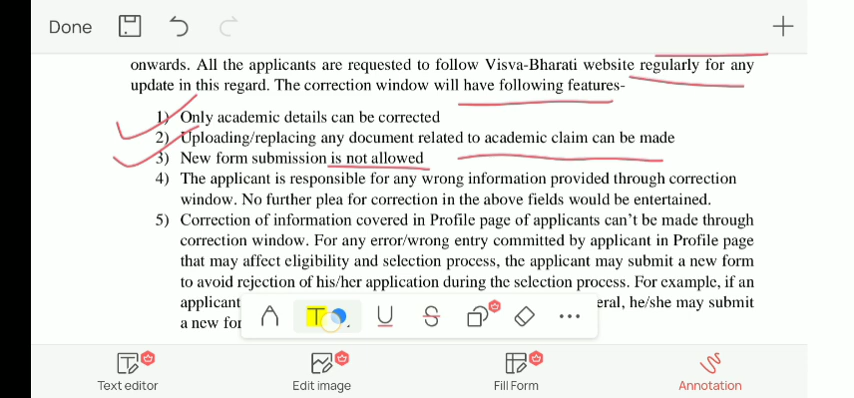 Done
onwards. All the applicants are requested to follow Visva-Bharati website regularly for any
update in this regard. The correction window will have following features-
1) Only academic details can be corrected
2) Uploading/replacing any document related to academic claim can be made
3) New form submission is not allowed
4) The applicant is responsible for any wrong information provided through correction
window. No further plea for correction in the above fields would be entertained.
5) Correction of information covered in Profile page of applicants can't be made through
correction window. For any error/wrong entry committed by applicant in Profile page
that may affect eligibility and selection process, the applicant may submit a new form
to avoid rejection of his/her application during the selection process. For example, if an
applicant eral, he/she may submit
a new for
Text editor
Edit image
Fill Form
Annotation